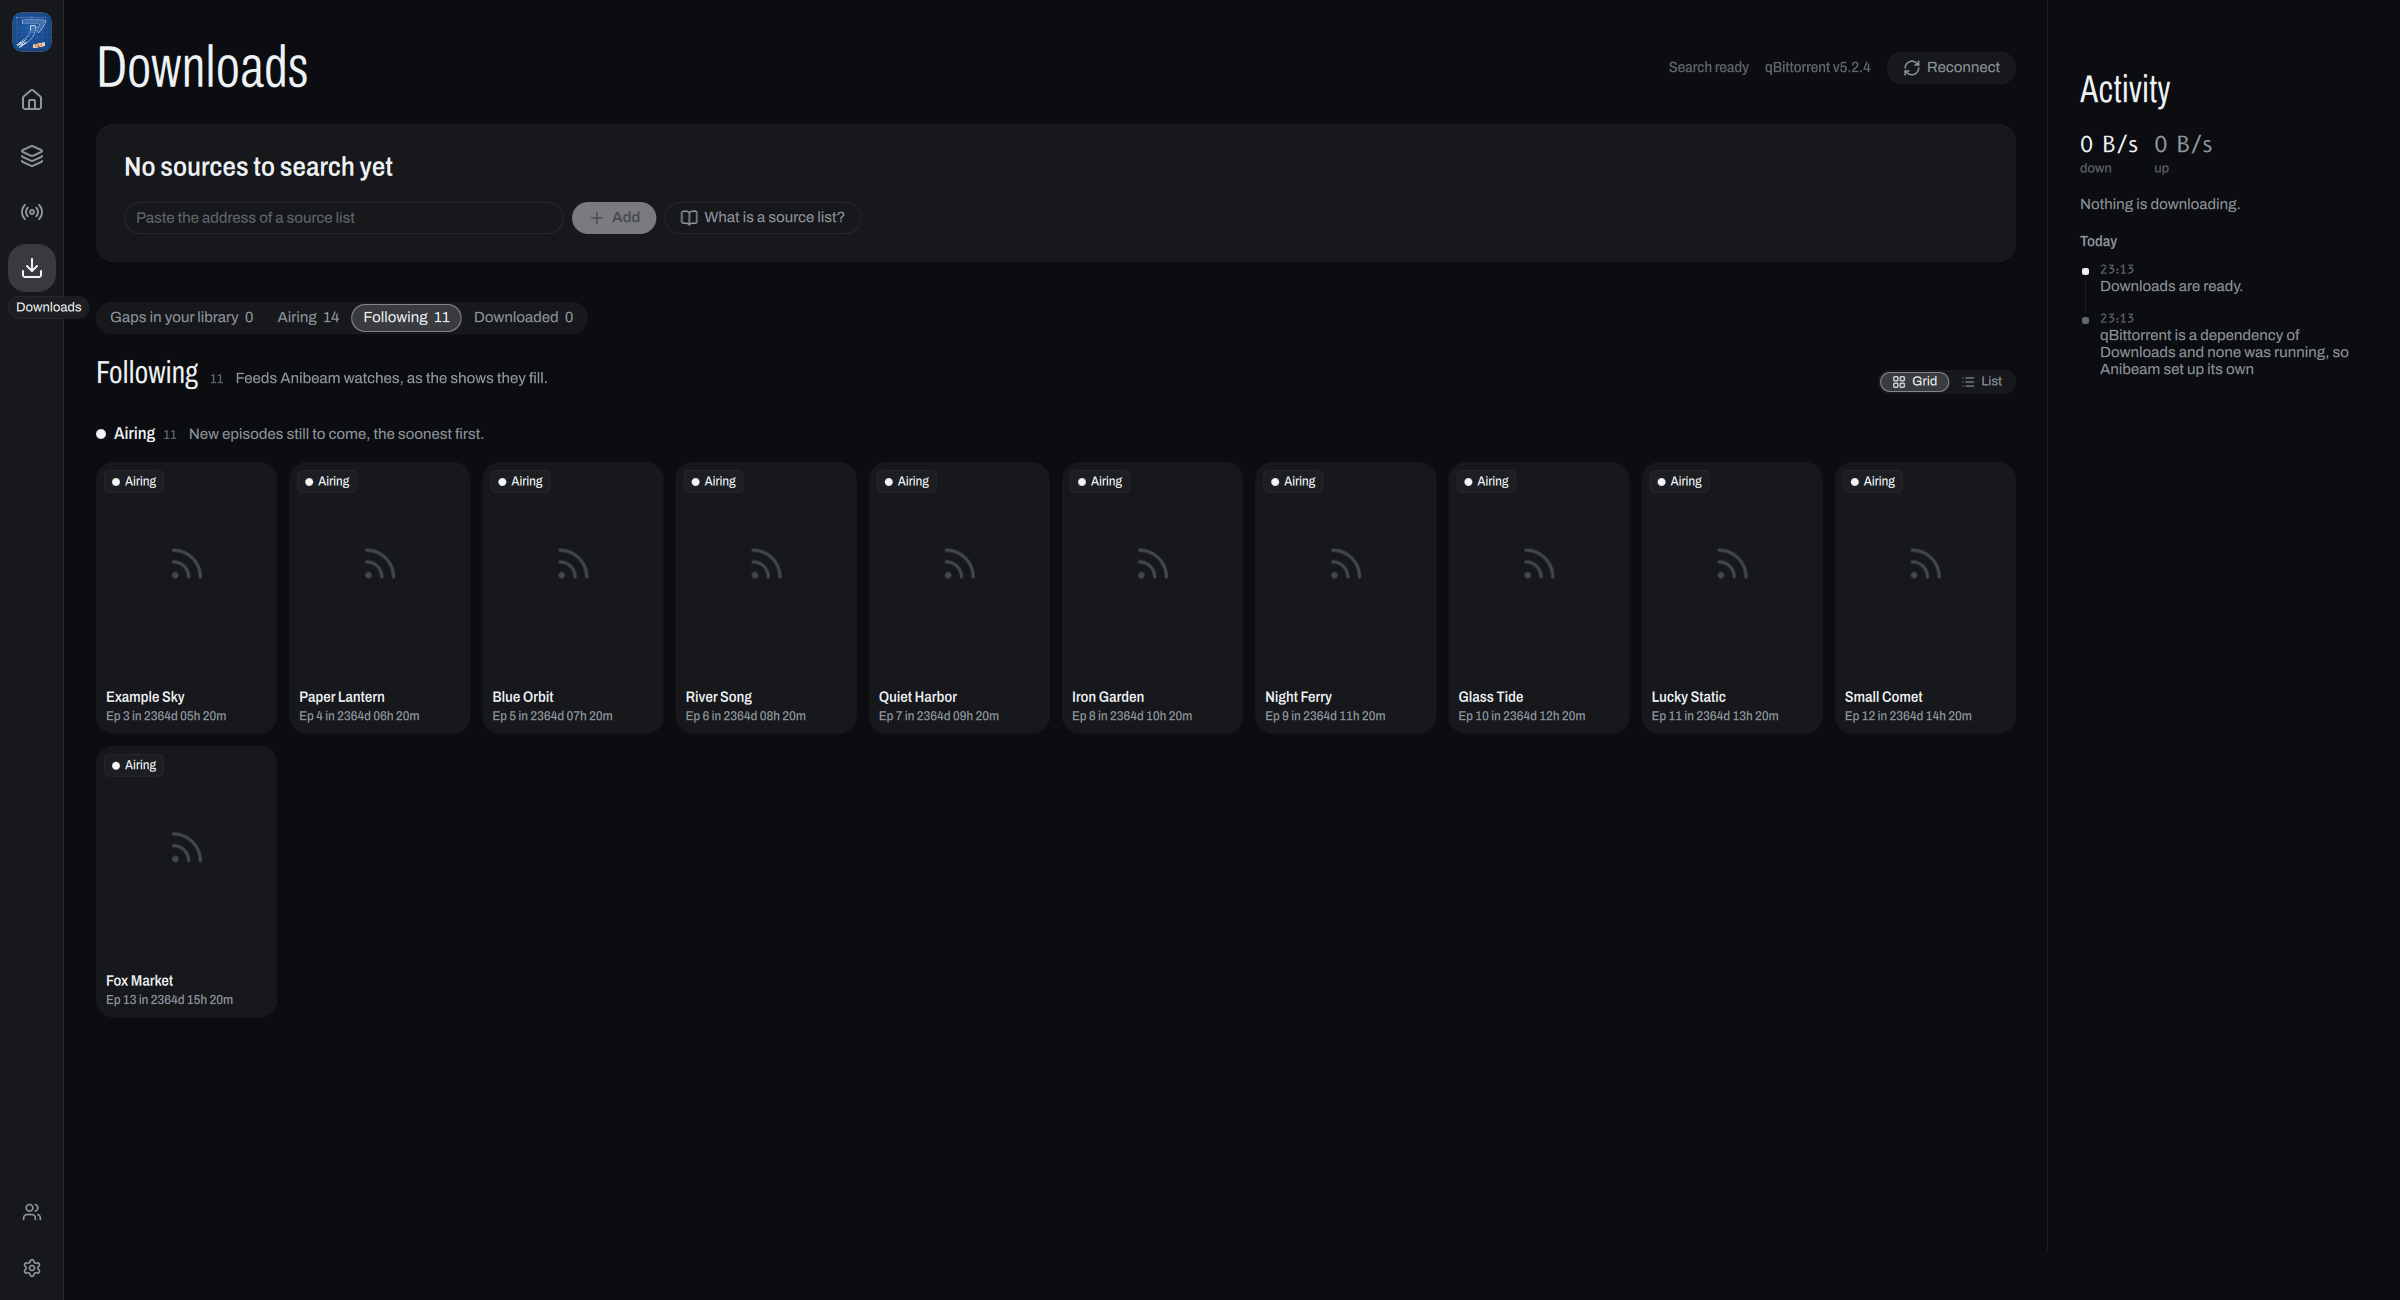 Downloads
Search ready
qBittorrent v5.2.4
Reconnect
No sources to search yet
Paste the address of a source list
Add
What is a source list?
Downloads
Gaps in your library 0
Airing 14
Following 11
Downloaded 0
Following 11 Feeds Anibeam watches, as the shows they fill.
Grid
List
Airing 11 New episodes still to come, the soonest first.
Airing
Example Sky
Ep 3 in 2364d 05h 20m
Airing
Paper Lantern
Ep 4 in 2364d 06h 20m
Airing
Blue Orbit
Ep 5 in 2364d 07h 20m
Airing
River Song
Ep 6 in 2364d 08h 20m
Airing
Quiet Harbor
Ep 7 in 2364d 09h 20m
Airing
Iron Garden
Ep 8 in 2364d 10h 20m
Airing
Night Ferry
Ep 9 in 2364d 11h 20m
Airing
Glass Tide
Ep 10 in 2364d 12h 20m
Airing
Lucky Static
Ep 11 in 2364d 13h 20m
Airing
Small Comet
Ep 12 in 2364d 14h 20m
Airing
Fox Market
Ep 13 in 2364d 15h 20m
Activity
0 B/s 0 B/s
down up
Nothing is downloading.
Today
23:13
Downloads are ready.
23:13
qBittorrent is a dependency of
Downloads and none was running, so
Anibeam set up its own